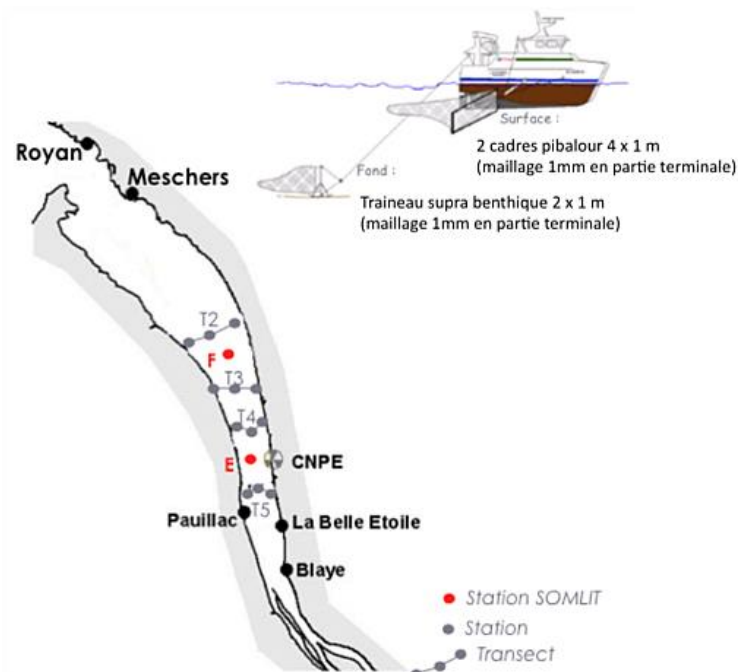 Surface :
2 cadres pibalour 4 x 1 m
(maillage 1mm en partie terminale)
Fond :
Traineau supra benthique 2 x 1 m
(maillage 1mm en partie terminale)
Royan
Meschers
T2
F
T3
T4
E
CNPE
T5
Pauillac
La Belle Etoile
Blaye
Station SOMLIT
Station
Transect